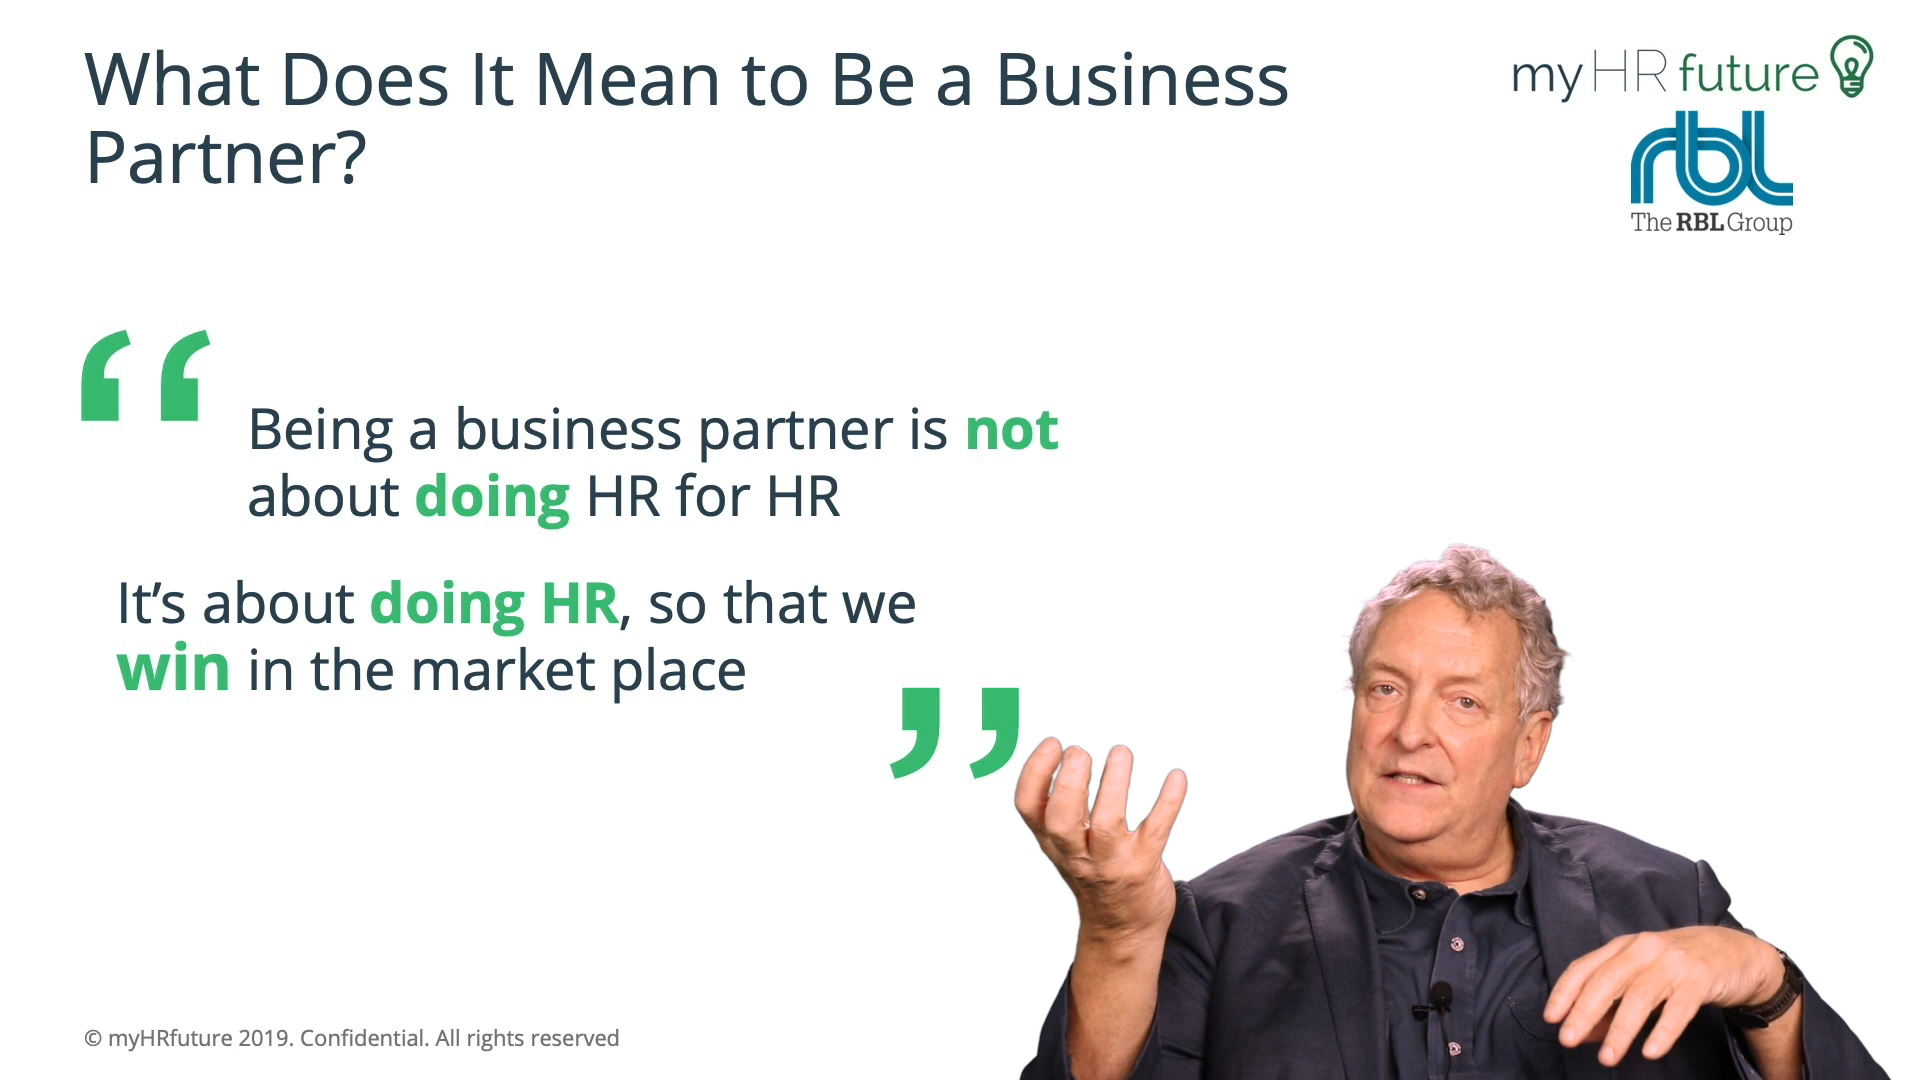 What Does It Mean to Be a Business
Partner?
my HR future
rbl
The RBL Group
“
Being a business partner is not
about doing HR for HR
It’s about doing HR, so that we
win in the market place
”
© myHRfuture 2019. Confidential. All rights reserved